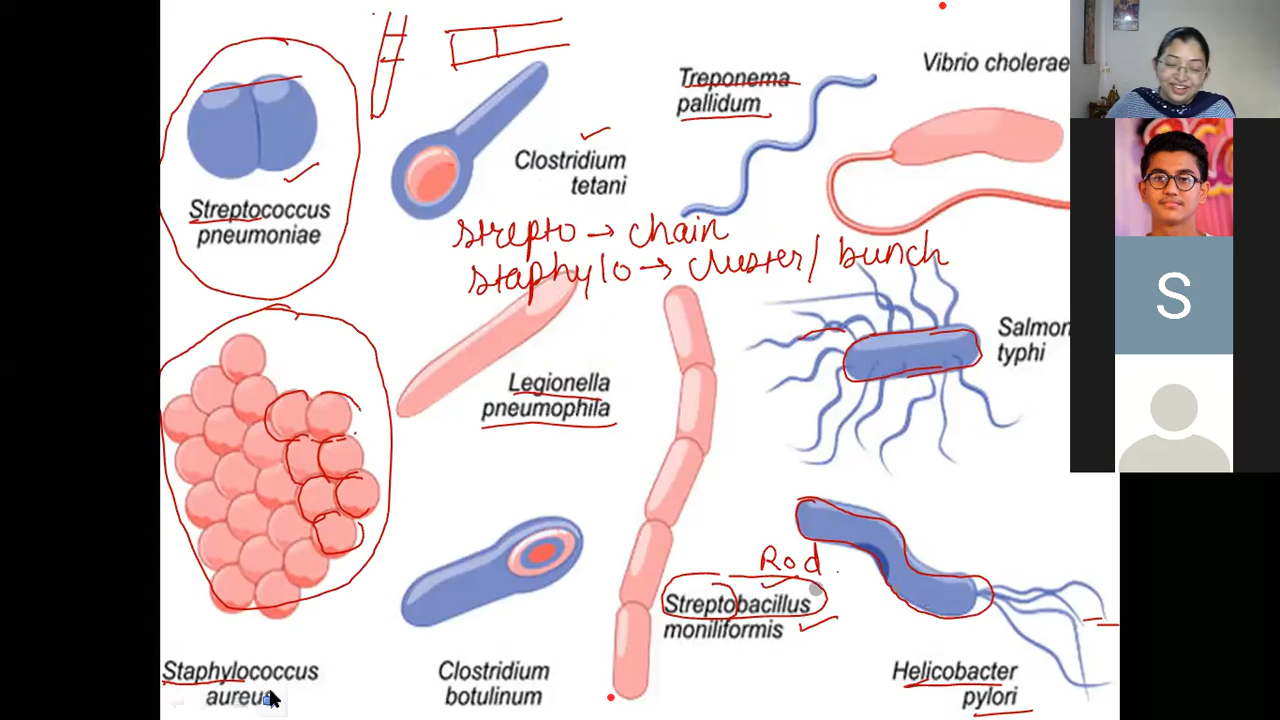 Streptococcus
pneumoniae
Clostridium
tetani
Treponema
pallidum
Vibrio cholerae
strepto → chain
staphylo → cluster/ bunch
Legionella
pneumophila
Salmon
typhi
S
Rod
Streptobacillus
moniliformis
Staphylococcus
aureu
Clostridium
botulinum
Helicobacter
pylori